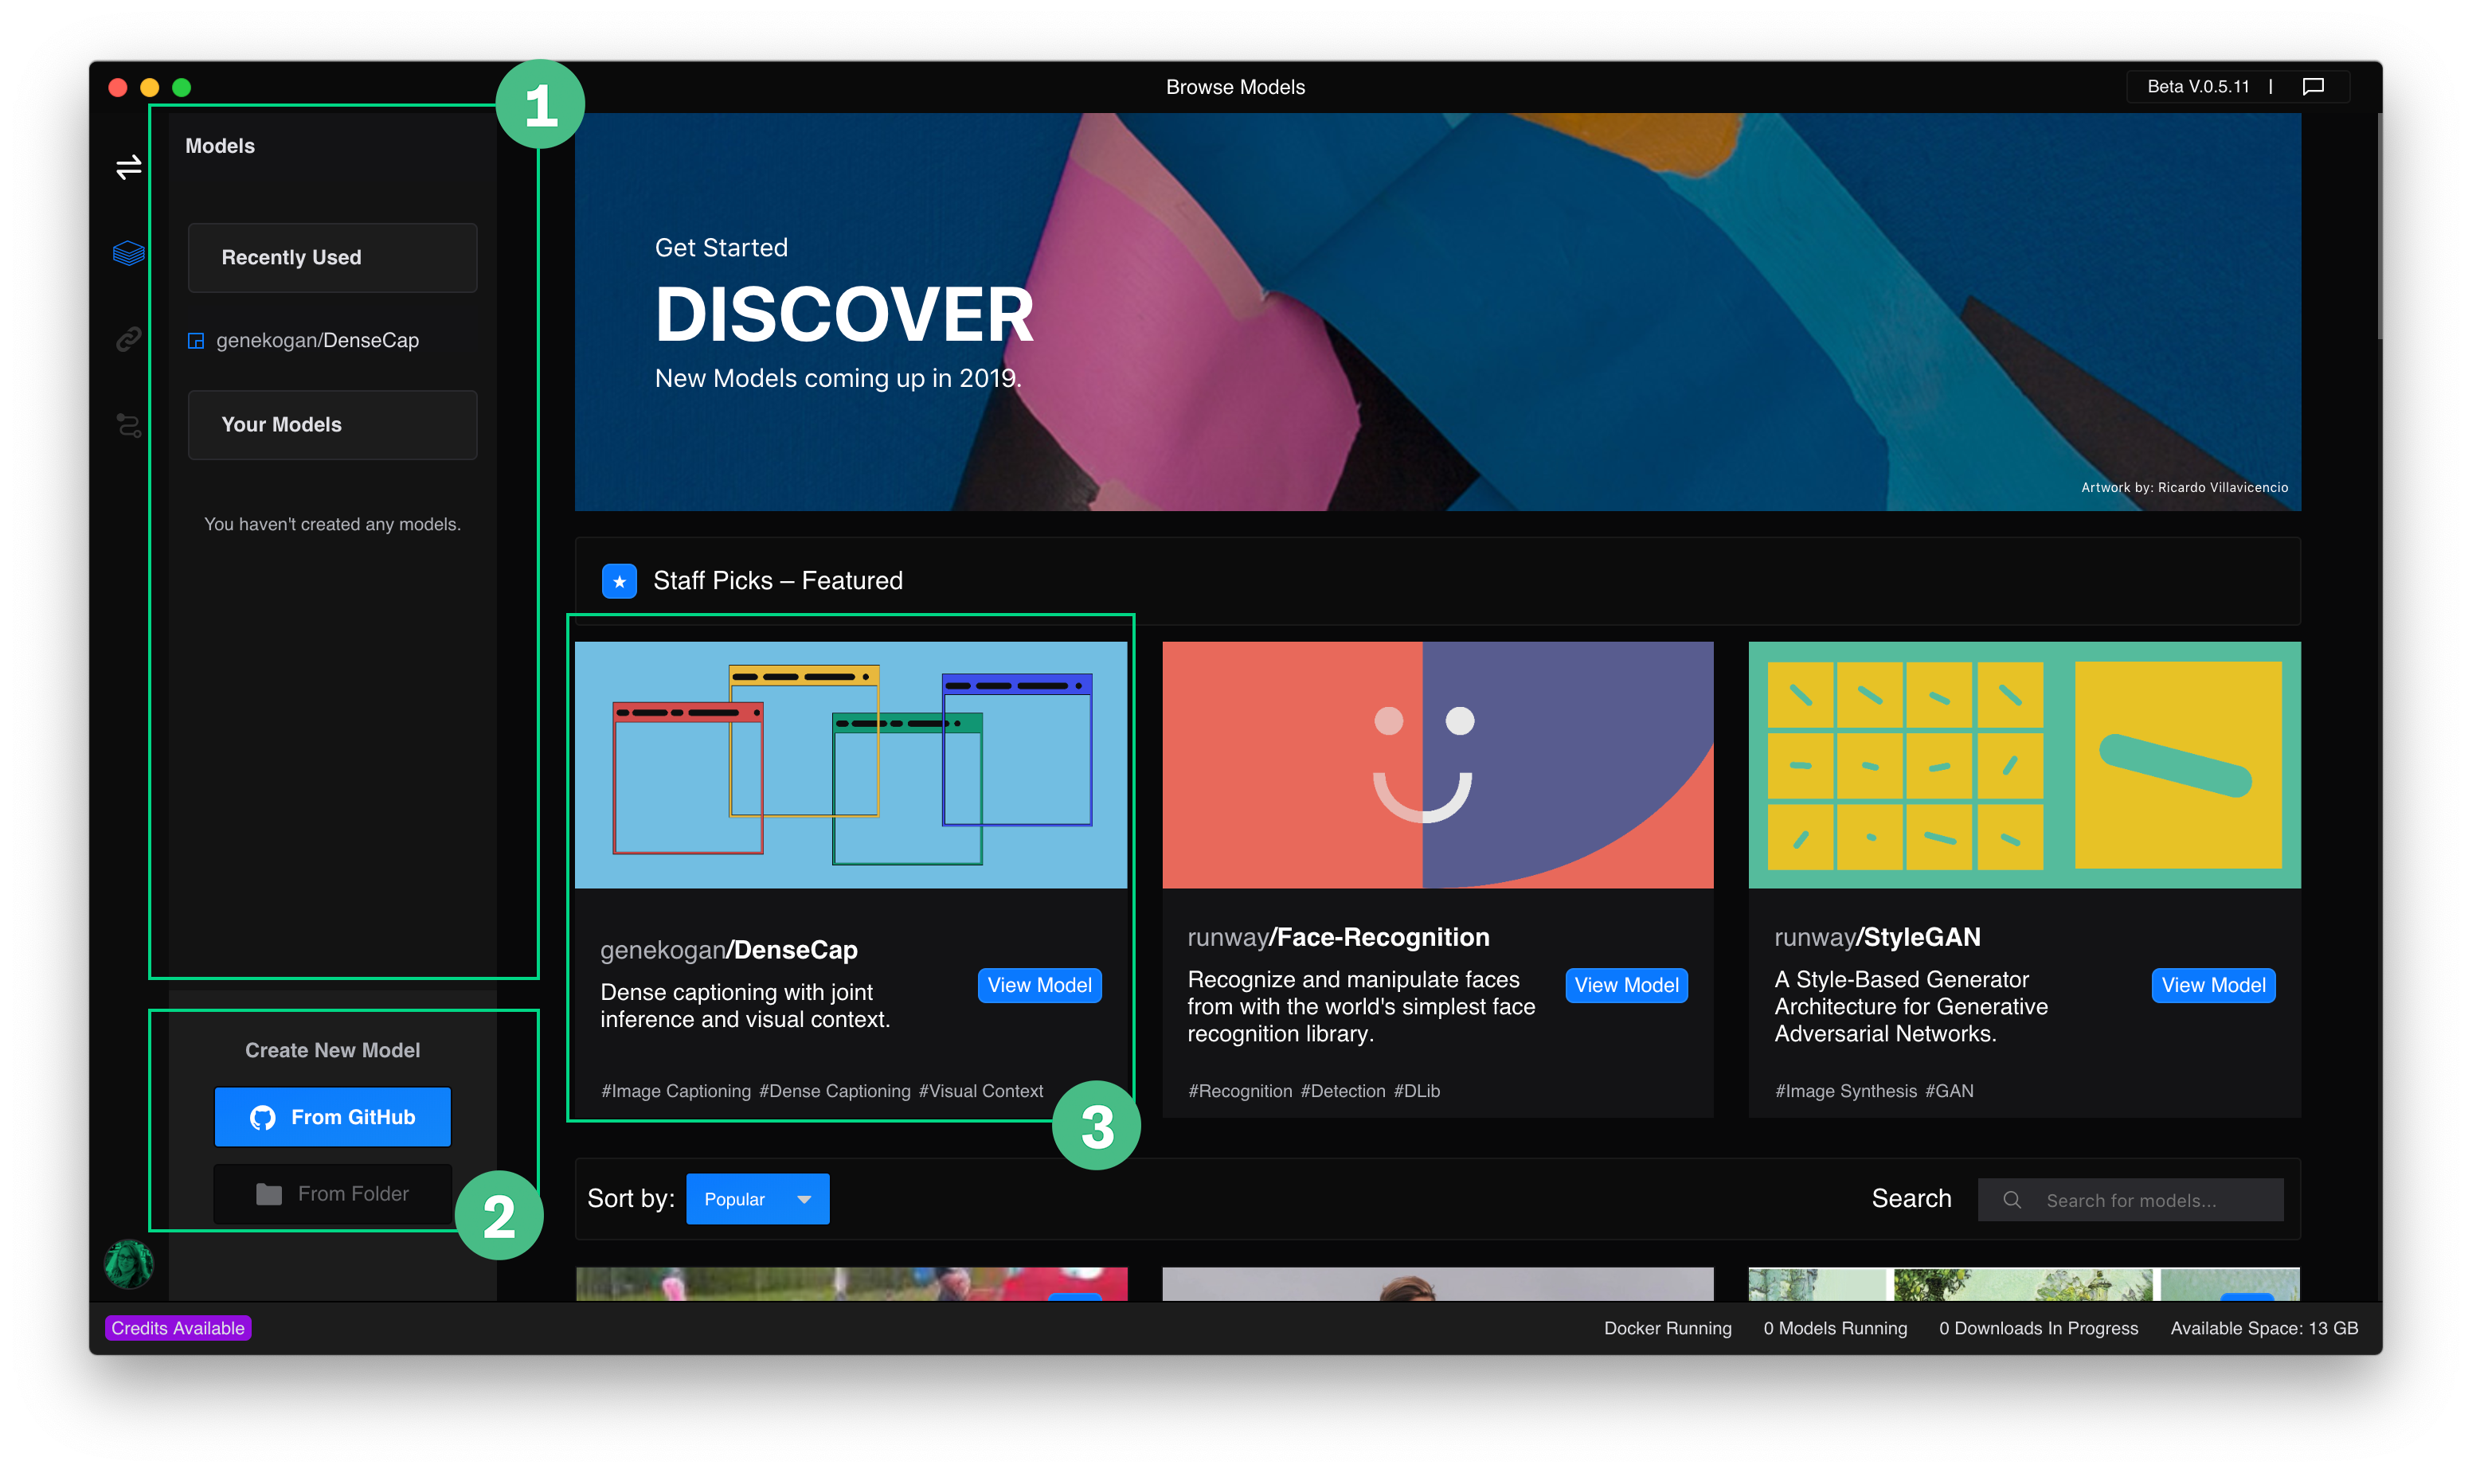 Browse Models
Beta V.0.5.11 |
1
Models
Recently Used
genekogan/DenseCap
Your Models
You haven't created any models.
Create New Model
From GitHub
From Folder
2
Get Started
DISCOVER
New Models coming up in 2019.
Artwork by: Ricardo Villavicencio
Staff Picks – Featured
genekogan/DenseCap
Dense captioning with joint
inference and visual context.
View Model
#Image Captioning #Dense Captioning #Visual Context
3
runway/Face-Recognition
Recognize and manipulate faces
from with the world's simplest face
recognition library.
View Model
#Recognition #Detection #DLib
runway/StyleGAN
A Style-Based Generator
Architecture for Generative
Adversarial Networks.
View Model
#Image Synthesis #GAN
Sort by: Popular
Search Search for models...
Credits Available
Docker Running 0 Models Running 0 Downloads In Progress Available Space: 13 GB